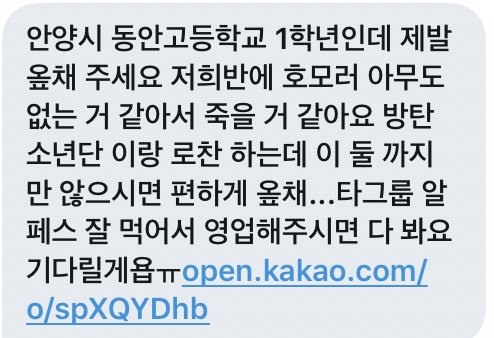 안양시 동안고등학교 1학년인데 제발
옾채 주세요 저희반에 호모러 아무도
없는 거 같아서 죽을 거 같아요 방탄
소년단 이랑 로찬 하는데 이 둘 까지
만 않으시면 편하게 옾채...타그룹 알
페스 잘 먹어서 영업해주시면 다 봐요
기다릴게욥ㅠopen.kakao.com/
o/spXQYDhb